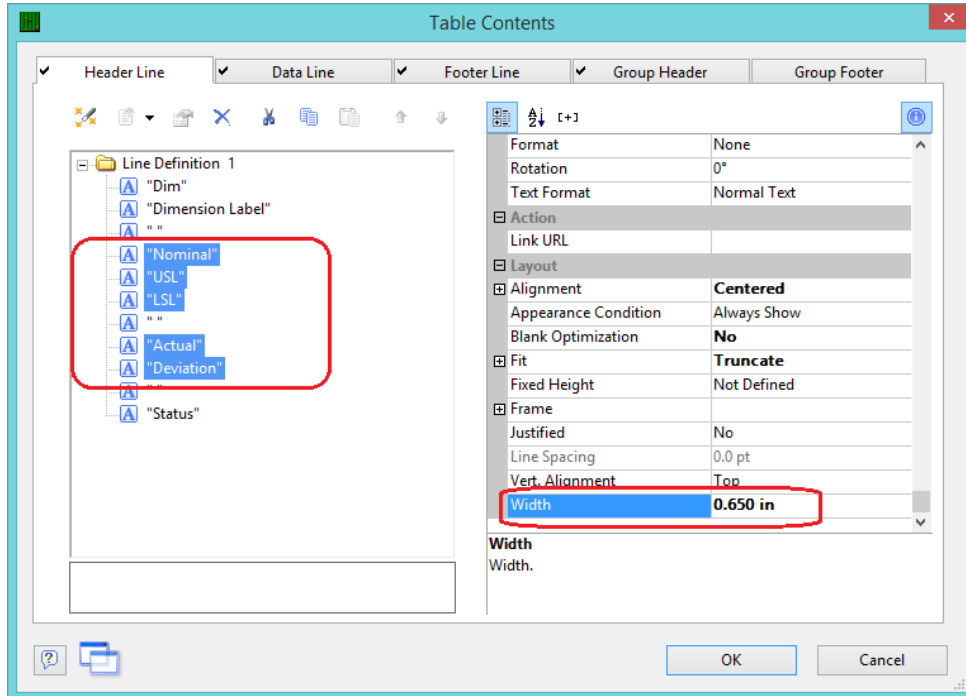 Table Contents
Header Line
Data Line
Footer Line
Group Header
Group Footer
Line Definition 1
"Dim"
"Dimension Label"
" "
"Nominal"
"USL"
"LSL"
" "
"Actual"
"Deviation"
" "
"Status"
Format None
Rotation 0°
Text Format Normal Text
Action
Link URL
Layout
Alignment Centered
Appearance Condition Always Show
Blank Optimization No
Fit Truncate
Fixed Height Not Defined
Frame
Justified No
Line Spacing 0.0 pt
Vert. Alignment Top
Width 0.650 in
Width
Width.
OK
Cancel